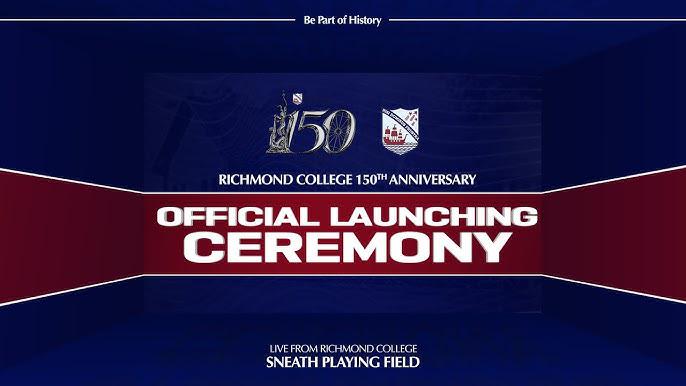 Be Part of History
150
RICHMOND COLLEGE 150TH ANNIVERSARY
OFFICIAL LAUNCHING
CEREMONY
LIVE FROM RICHMOND COLLEGE
SNEATH PLAYING FIELD